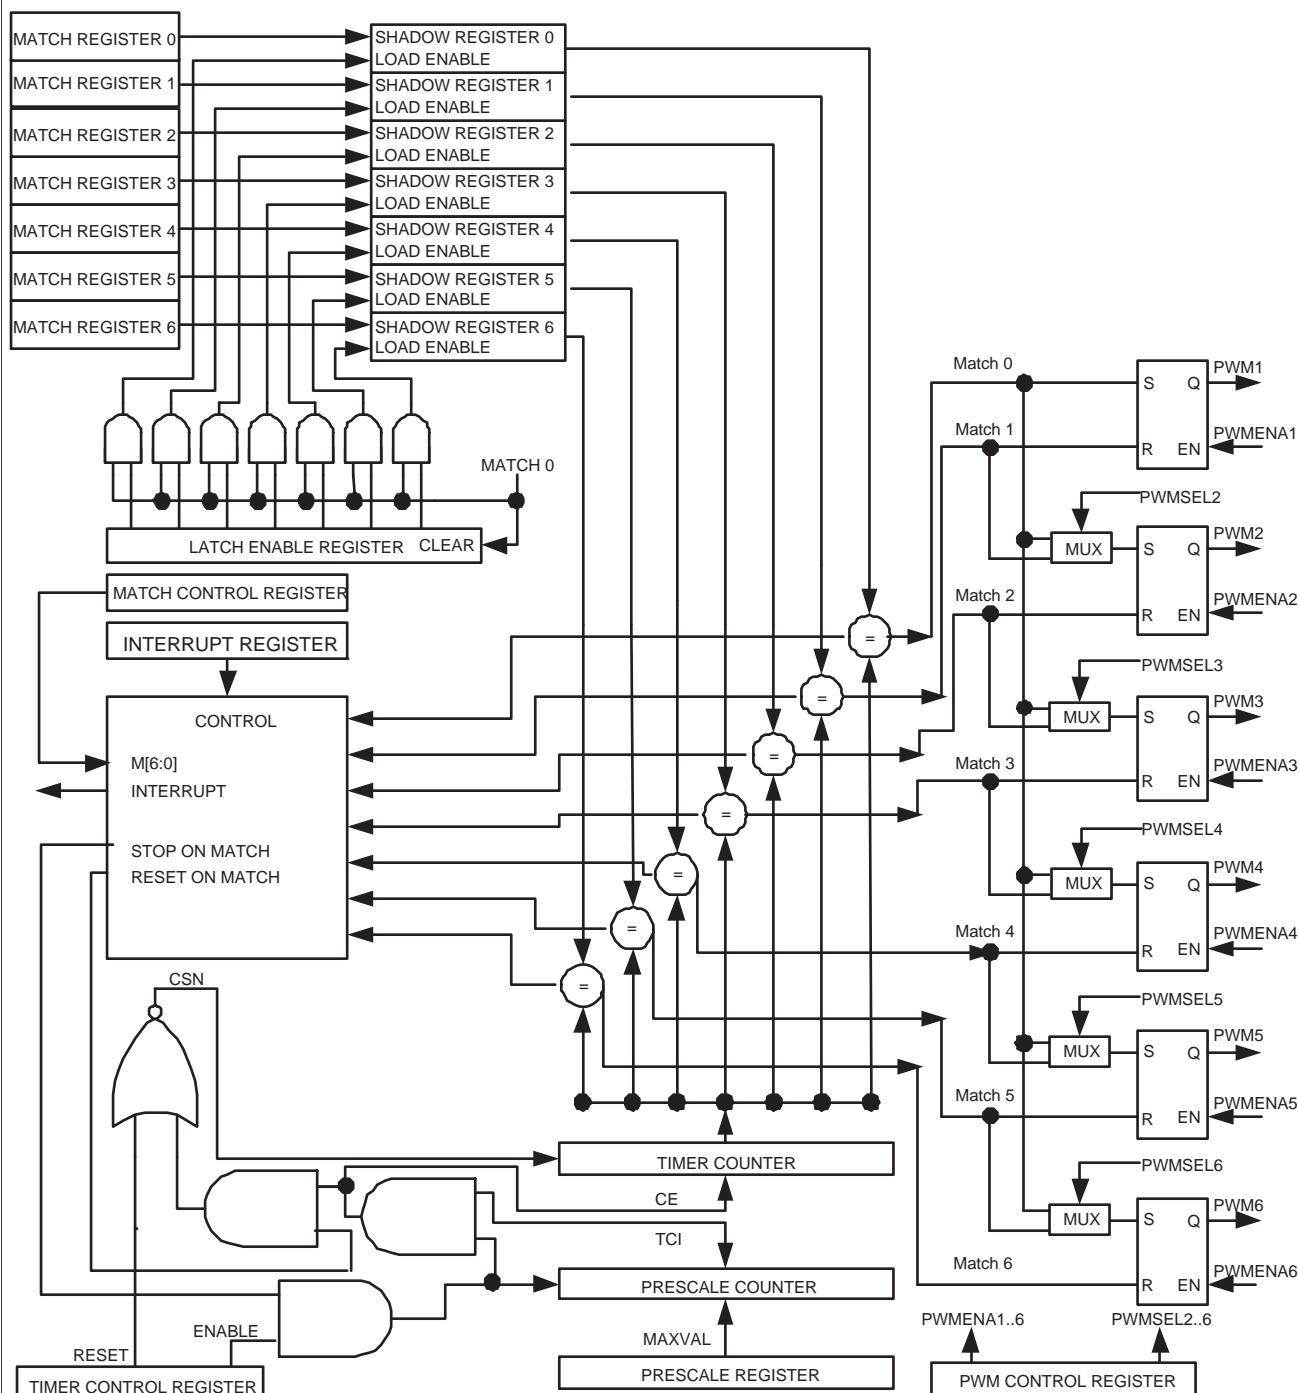 MATCH REGISTER 0
MATCH REGISTER 1
MATCH REGISTER 2
MATCH REGISTER 3
MATCH REGISTER 4
MATCH REGISTER 5
MATCH REGISTER 6
SHADOW REGISTER 0
LOAD ENABLE
SHADOW REGISTER 1
LOAD ENABLE
SHADOW REGISTER 2
LOAD ENABLE
SHADOW REGISTER 3
LOAD ENABLE
SHADOW REGISTER 4
LOAD ENABLE
SHADOW REGISTER 5
LOAD ENABLE
SHADOW REGISTER 6
LOAD ENABLE
MATCH 0
LATCH ENABLE REGISTER CLEAR
MATCH CONTROL REGISTER
INTERRUPT REGISTER
CONTROL
M[6:0]
INTERRUPT
STOP ON MATCH
RESET ON MATCH
=
=
=
=
=
=
=
Match 0
S Q PWM1
Match 1
R EN PWMENA1
PWMSEL2
MUX
S Q PWM2
Match 2
R EN PWMENA2
PWMSEL3
MUX
S Q PWM3
Match 3
R EN PWMENA3
PWMSEL4
MUX
S Q PWM4
Match 4
R EN PWMENA4
PWMSEL5
MUX
S Q PWM5
Match 5
R EN PWMENA5
PWMSEL6
MUX
S Q PWM6
Match 6
R EN PWMENA6
CSN
TIMER COUNTER
CE
TCI
PRESCALE COUNTER
MAXVAL
PRESCALE REGISTER
ENABLE
RESET
TIMER CONTROL REGISTER
PWMENA1..6
PWMSEL2..6
PWM CONTROL REGISTER